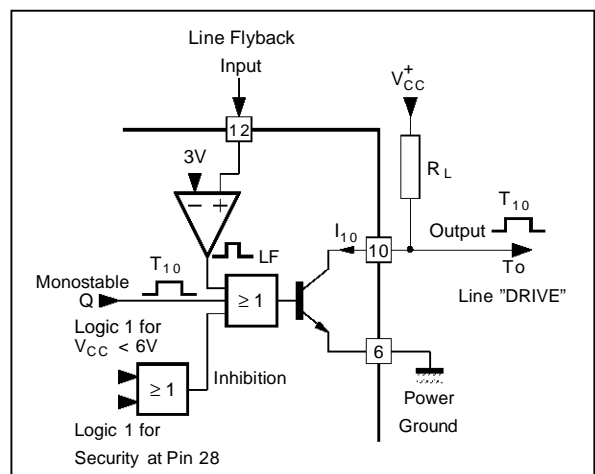 Line Flyback
Input
V+CC
12
3V
− +
RL
T10
I10
10
Output
LF
To
Line "DRIVE"
T10
Monostable
Q
≥ 1
Logic 1 for
VCC < 6V
6
Inhibition
≥ 1
Power
Ground
Logic 1 for
Security at Pin 28